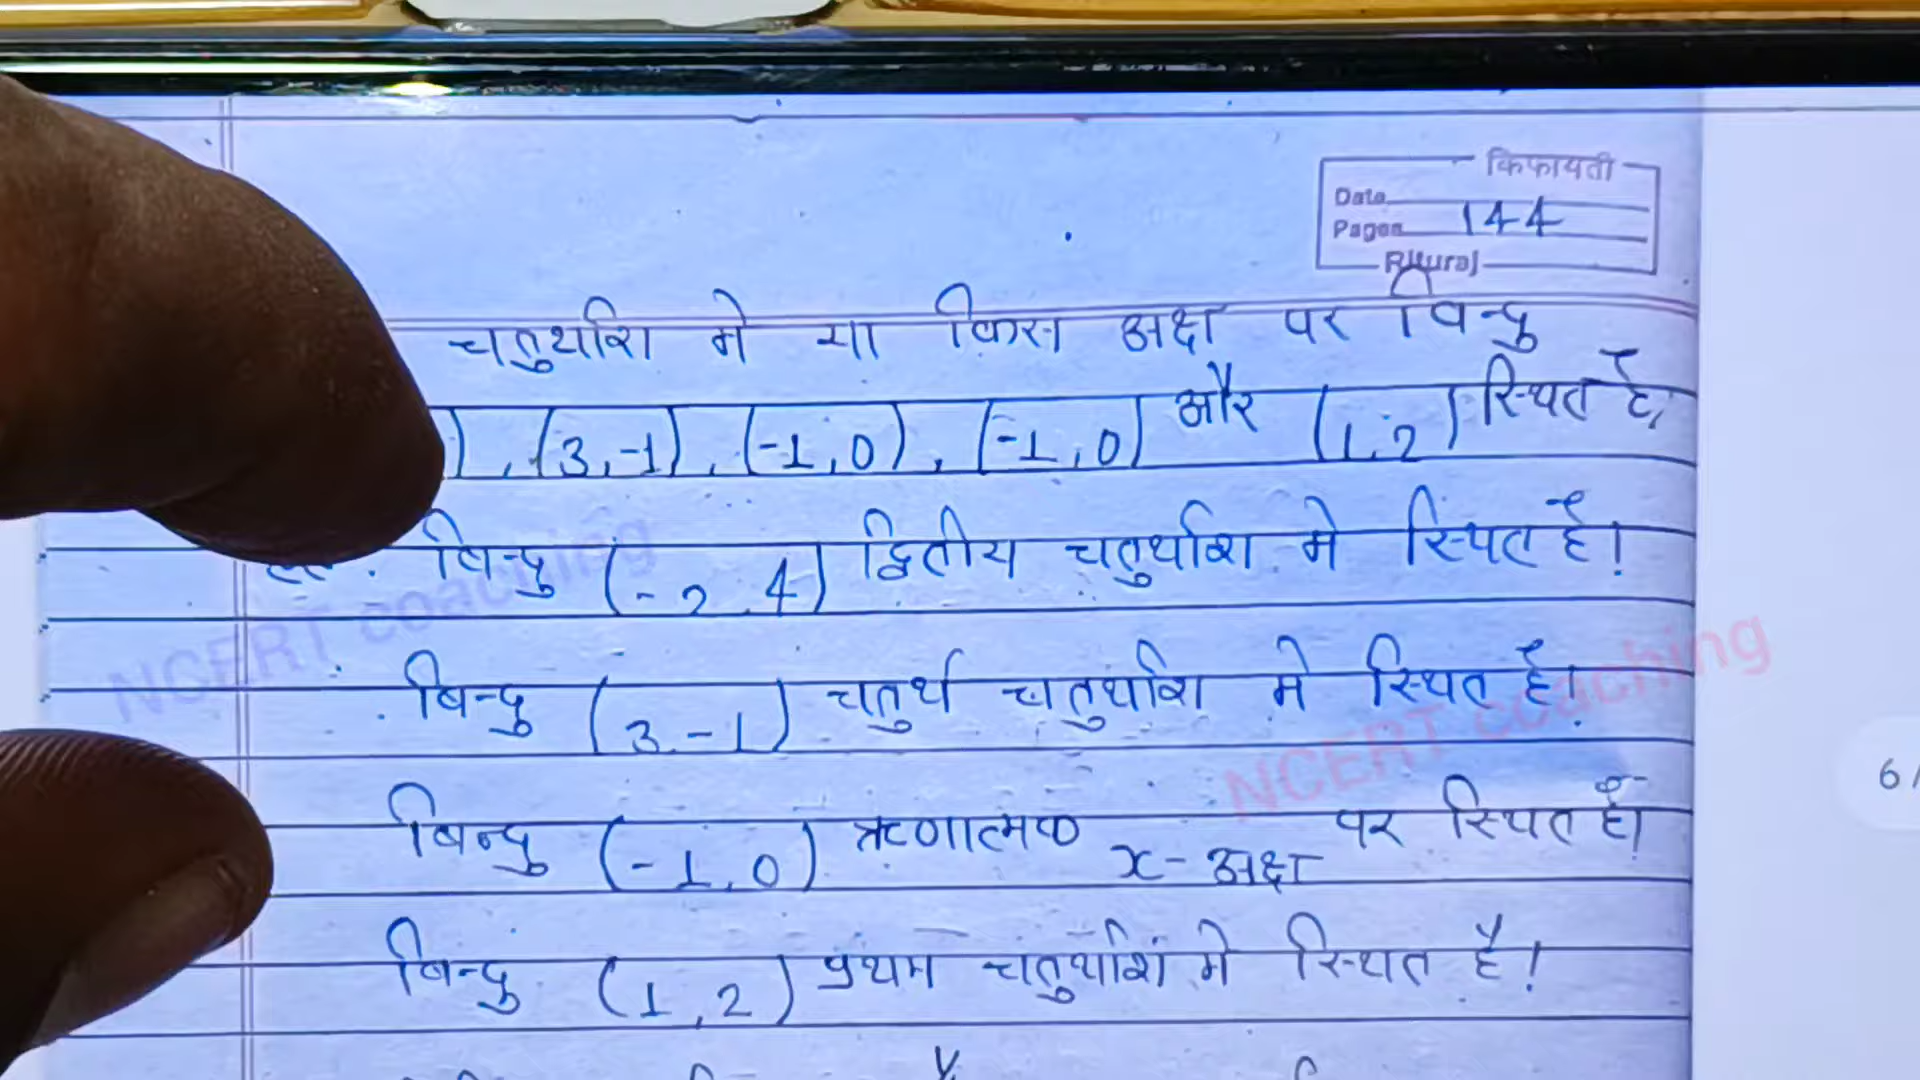 किफायती
Date
Pages 144
Rituraj
चतुर्थांश मे या किस अक्ष पर बिन्दु
), (3,-1), (-1,0), (-1,0) और (1,2) स्थित है,
बिन्दु (-2,4) द्वितीय चतुर्थांश मे स्थित है।
बिन्दु (3,-1) चतुर्थ चतुर्थांश मे स्थित है।
बिन्दु (-1,0) ऋणात्मक x-अक्ष पर स्थित है।
बिन्दु (1,2) प्रथम चतुर्थांश मे स्थित है।
NCERT coaching
NCERT coaching
6/